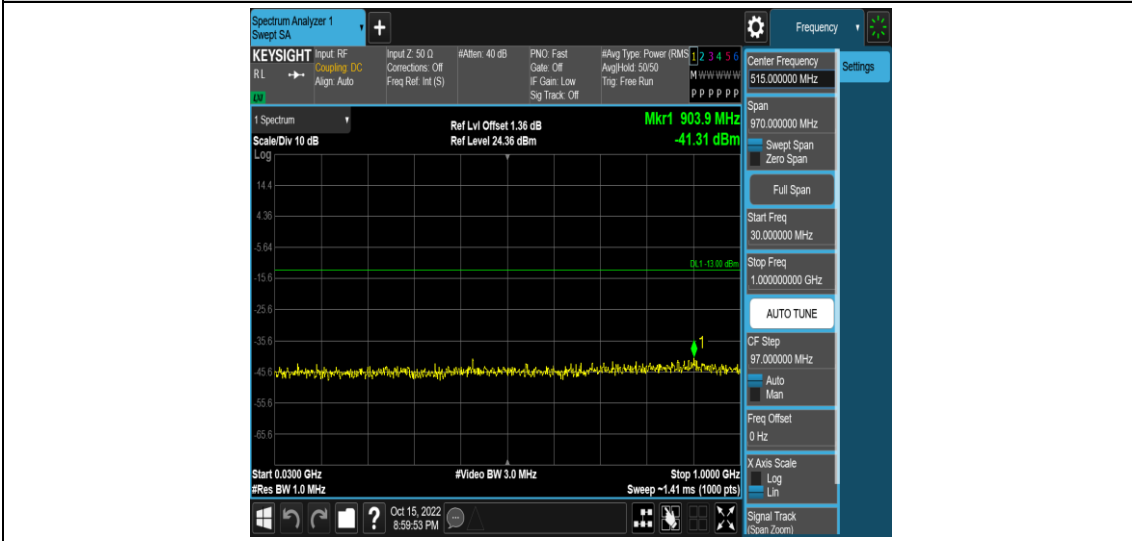 Spectrum Analyzer 1
Swept SA
+
Frequency
KEYSIGHT
RL
LNI
Input: RF
Coupling: DC
Align: Auto
Input Z: 50 Ω
Corrections: Off
Freq Ref: Int (S)
#Atten: 40 dB
PNO: Fast
Gate: Off
IF Gain: Low
Sig Track: Off
#Avg Type: Power (RMS
Avg|Hold: 50/50
Trig: Free Run
1 2 3 4 5 6
M W W W W W
P P P P P P
1 Spectrum
Scale/Div 10 dB
Log
Ref Lvl Offset 1.36 dB
Ref Level 24.36 dBm
Mkr1 903.9 MHz
-41.31 dBm
14.4
4.36
-5.64
DL1 -13.00 dBm
-15.6
-25.6
-35.6
1
-45.6
-55.6
-65.6
Start 0.0300 GHz
#Res BW 1.0 MHz
#Video BW 3.0 MHz
Stop 1.0000 GHz
Sweep ~1.41 ms (1000 pts)
?
Oct 15, 2022
8:59:53 PM
Center Frequency
515.000000 MHz
Settings
Span
970.000000 MHz
Swept Span
Zero Span
Full Span
Start Freq
30.000000 MHz
Stop Freq
1.000000000 GHz
AUTO TUNE
CF Step
97.000000 MHz
Auto
Man
Freq Offset
0 Hz
X Axis Scale
Log
Lin
Signal Track
(Span Zoom)